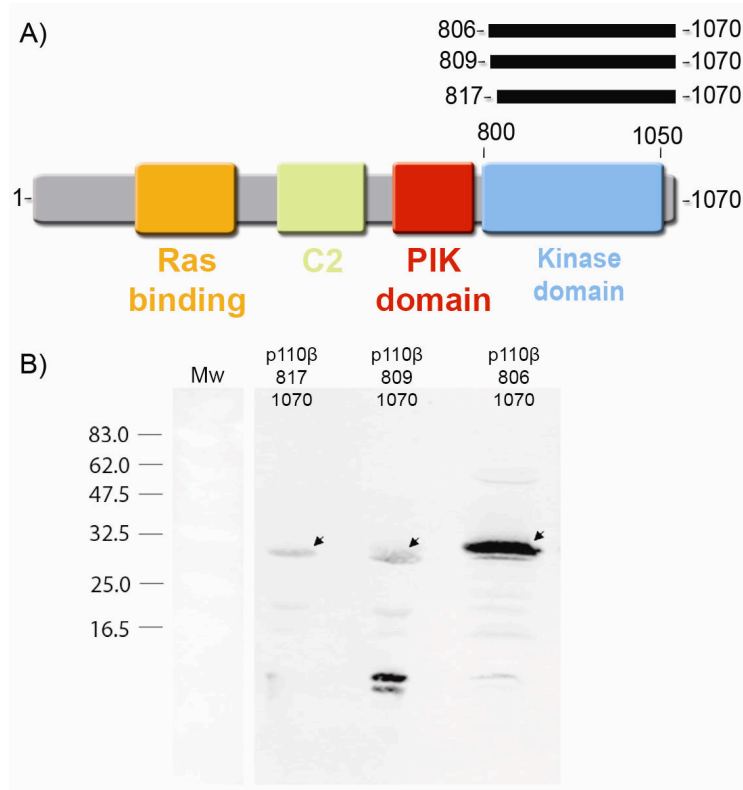 A)
806- -1070
809- -1070
817- -1070
800 1050
1- -1070
Ras binding
C2
PIK domain
Kinase domain
B)
Mw
p110β 817 1070
p110β 809 1070
p110β 806 1070
83.0
62.0
47.5
32.5
25.0
16.5